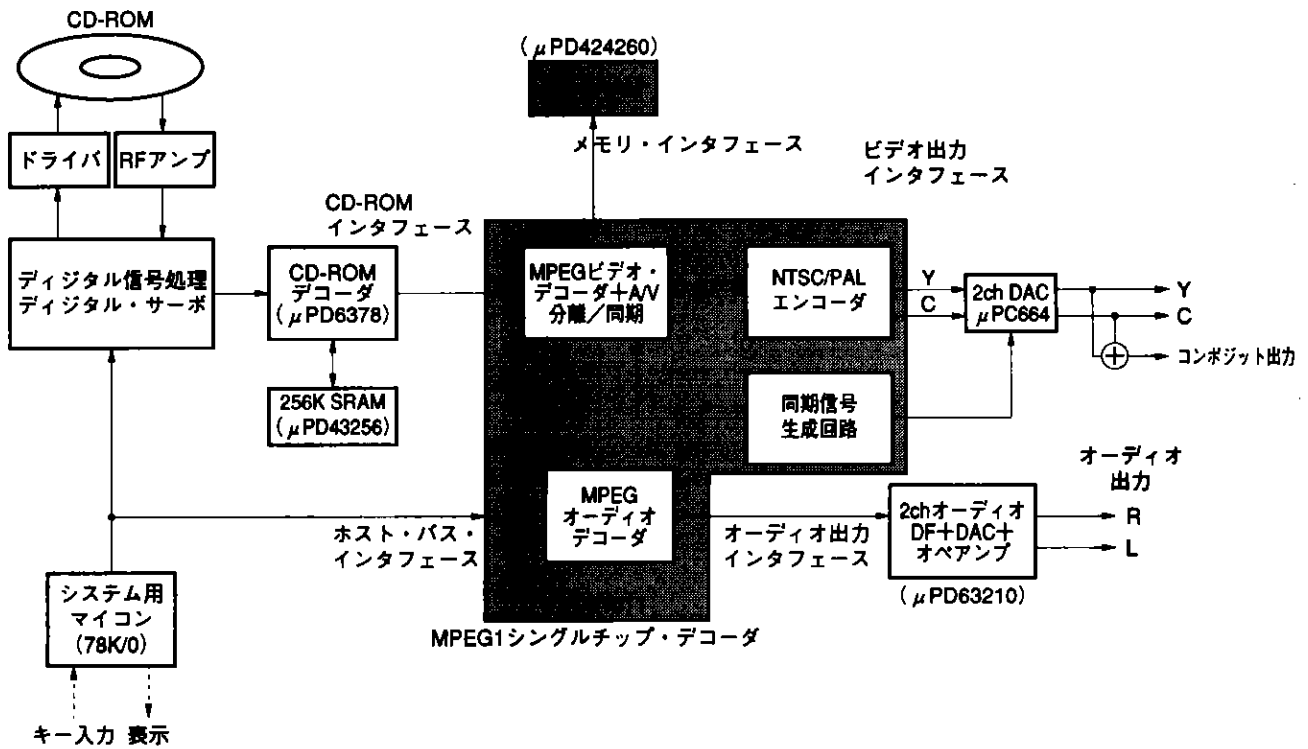 CD-ROM
ドライバ
RFアンプ
ディジタル信号処理
ディジタル・サーボ
CD-ROM
インタフェース
CD-ROM
デコーダ
(μPD6378)
256K SRAM
(μPD43256)
システム用
マイコン
(78K/0)
キー入力 表示
(μPD424260)
メモリ・インタフェース
ビデオ出力
インタフェース
MPEGビデオ・
デコーダ+A/V
分離/同期
NTSC/PAL
エンコーダ
同期信号
生成回路
MPEG
オーディオ
デコーダ
ホスト・バス・
インタフェース
MPEG1シングルチップ・デコーダ
Y
C
2ch DAC
μPC664
Y
C
コンポジット出力
オーディオ出力
インタフェース
2chオーディオ
DF+DAC+
オペアンプ
(μPD63210)
オーディオ
出力
R
L